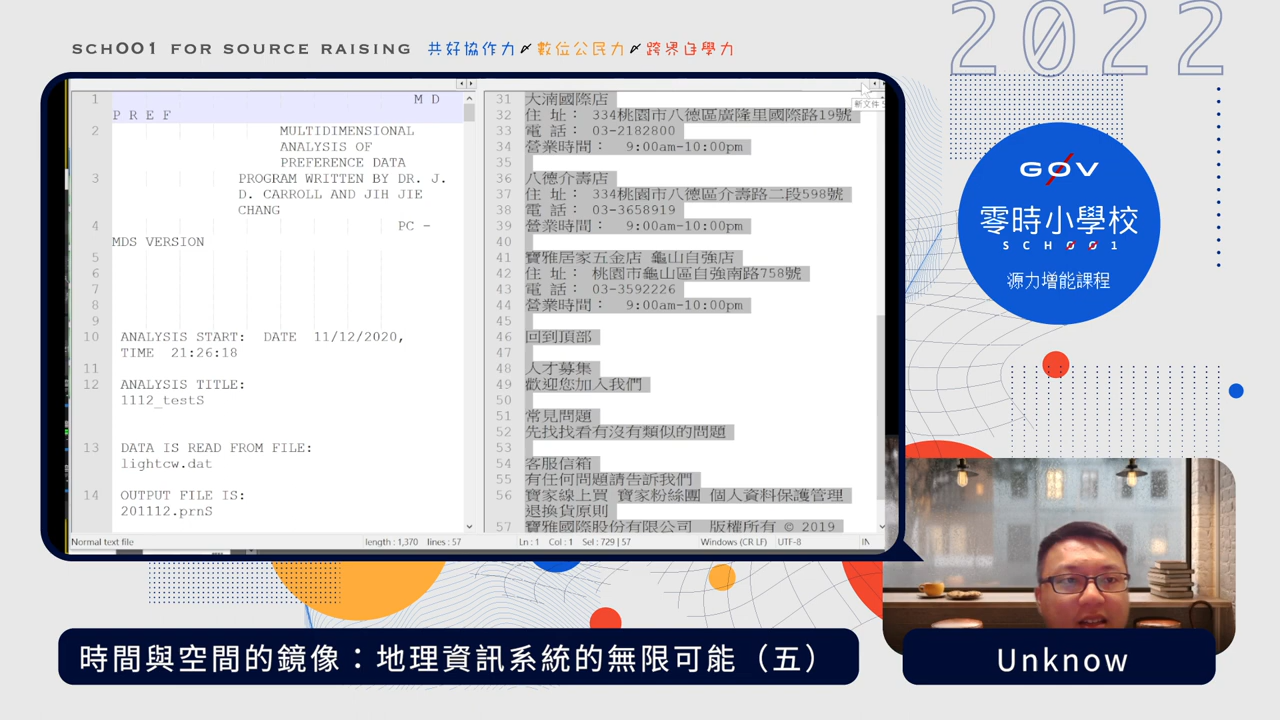 2022
SCHOO1 FOR SOURCE RAISING 共好協作力 數位公民力 跨界自學力
1 M D
P R E F
2 MULTIDIMENSIONAL
ANALYSIS OF
PREFERENCE DATA
3 PROGRAM WRITTEN BY DR. J.
D. CARROLL AND JIH JIE
CHANG
4 PC -
MDS VERSION
5
6
7
8
9
10 ANALYSIS START: DATE 11/12/2020,
TIME 21:26:18
11
12 ANALYSIS TITLE:
1112_testS
13 DATA IS READ FROM FILE:
lightcw.dat
14 OUTPUT FILE IS:
201112.prnS
31 大湳國際店
32 住 址： 334桃園市八德區廣隆里國際路19號
33 電 話： 03-2182800
34 營業時間： 9:00am-10:00pm
35
36 八德介壽店
37 住 址： 334桃園市八德區介壽路二段598號
38 電 話： 03-3658919
39 營業時間： 9:00am-10:00pm
40
41 寶雅居家五金店 龜山自強店
42 住 址： 桃園市龜山區自強南路758號
43 電 話： 03-3592226
44 營業時間： 9:00am-10:00pm
45
46 回到頂部
47
48 人才募集
49 歡迎您加入我們
50
51 常見問題
52 先找找看有沒有類似的問題
53
54 客服信箱
55 有任何問題請告訴我們
56 寶家線上買 寶家粉絲團 個人資料保護管理
退換貨原則
57 寶雅國際股份有限公司 版權所有 © 2019
新文件
Normal text file length : 1,370 lines : 57 Ln : 1 Col : 1 Sel : 729 | 57 Windows (CR LF) UTF-8 IN
G0V
零時小學校
SCH001
源力增能課程
時間與空間的鏡像：地理資訊系統的無限可能（五）
Unknow